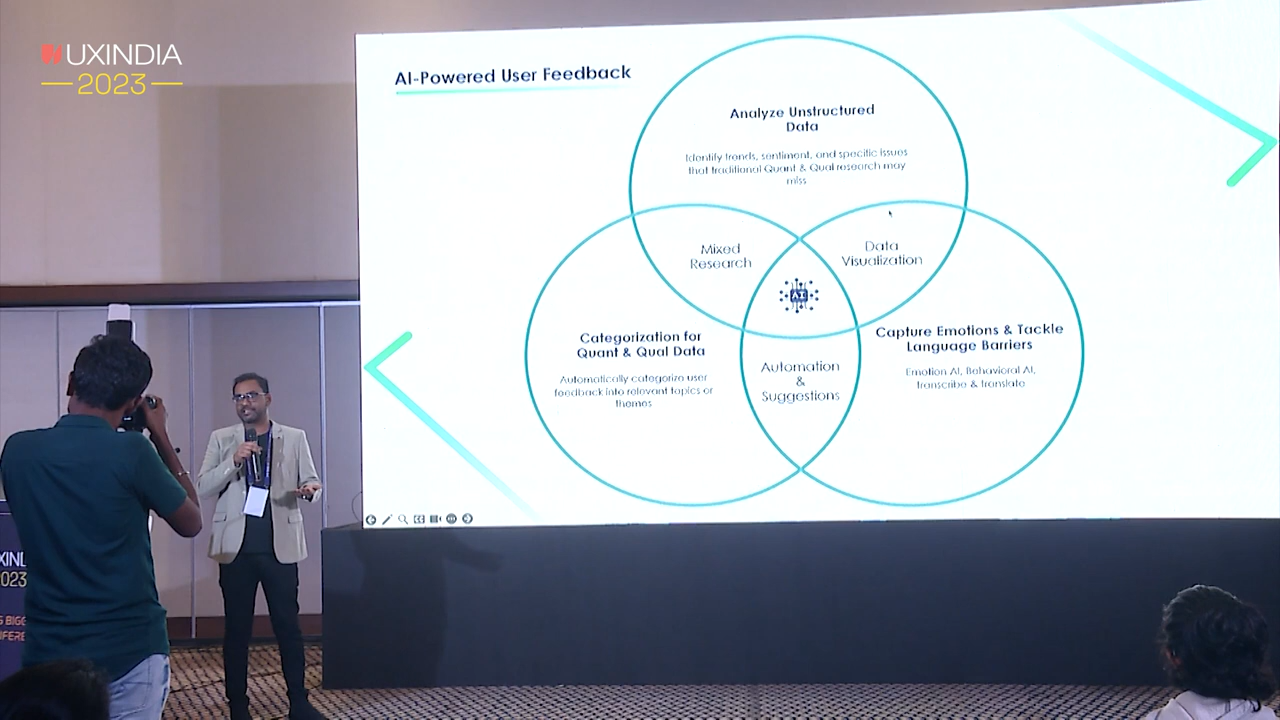 UXINDIA
2023
AI-Powered User Feedback
Analyze Unstructured
Data
Identify trends, sentiment, and specific issues
that traditional Quant & Qual research may
miss
Mixed
Research
Data
Visualization
AI
Categorization for
Quant & Qual Data
Automatically categorize user
feedback into relevant topics or
themes
Capture Emotions & Tackle
Language Barriers
Emotion AI, Behavioral AI,
transcribe & translate
Automation
&
Suggestions
XIND
2023
S BIGG